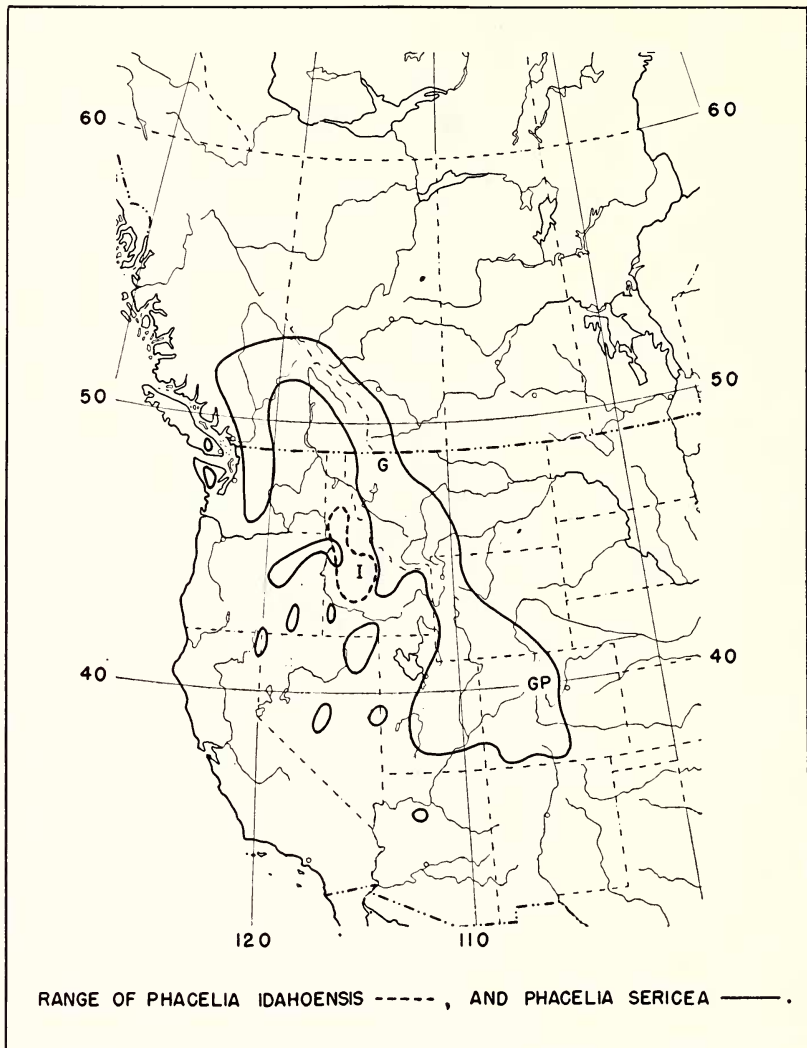 60 60
50 50
G
I
40 GP 40
120 110
RANGE OF PHACELIA IDAHOENSIS -----, AND PHACELIA SERICEA ———.